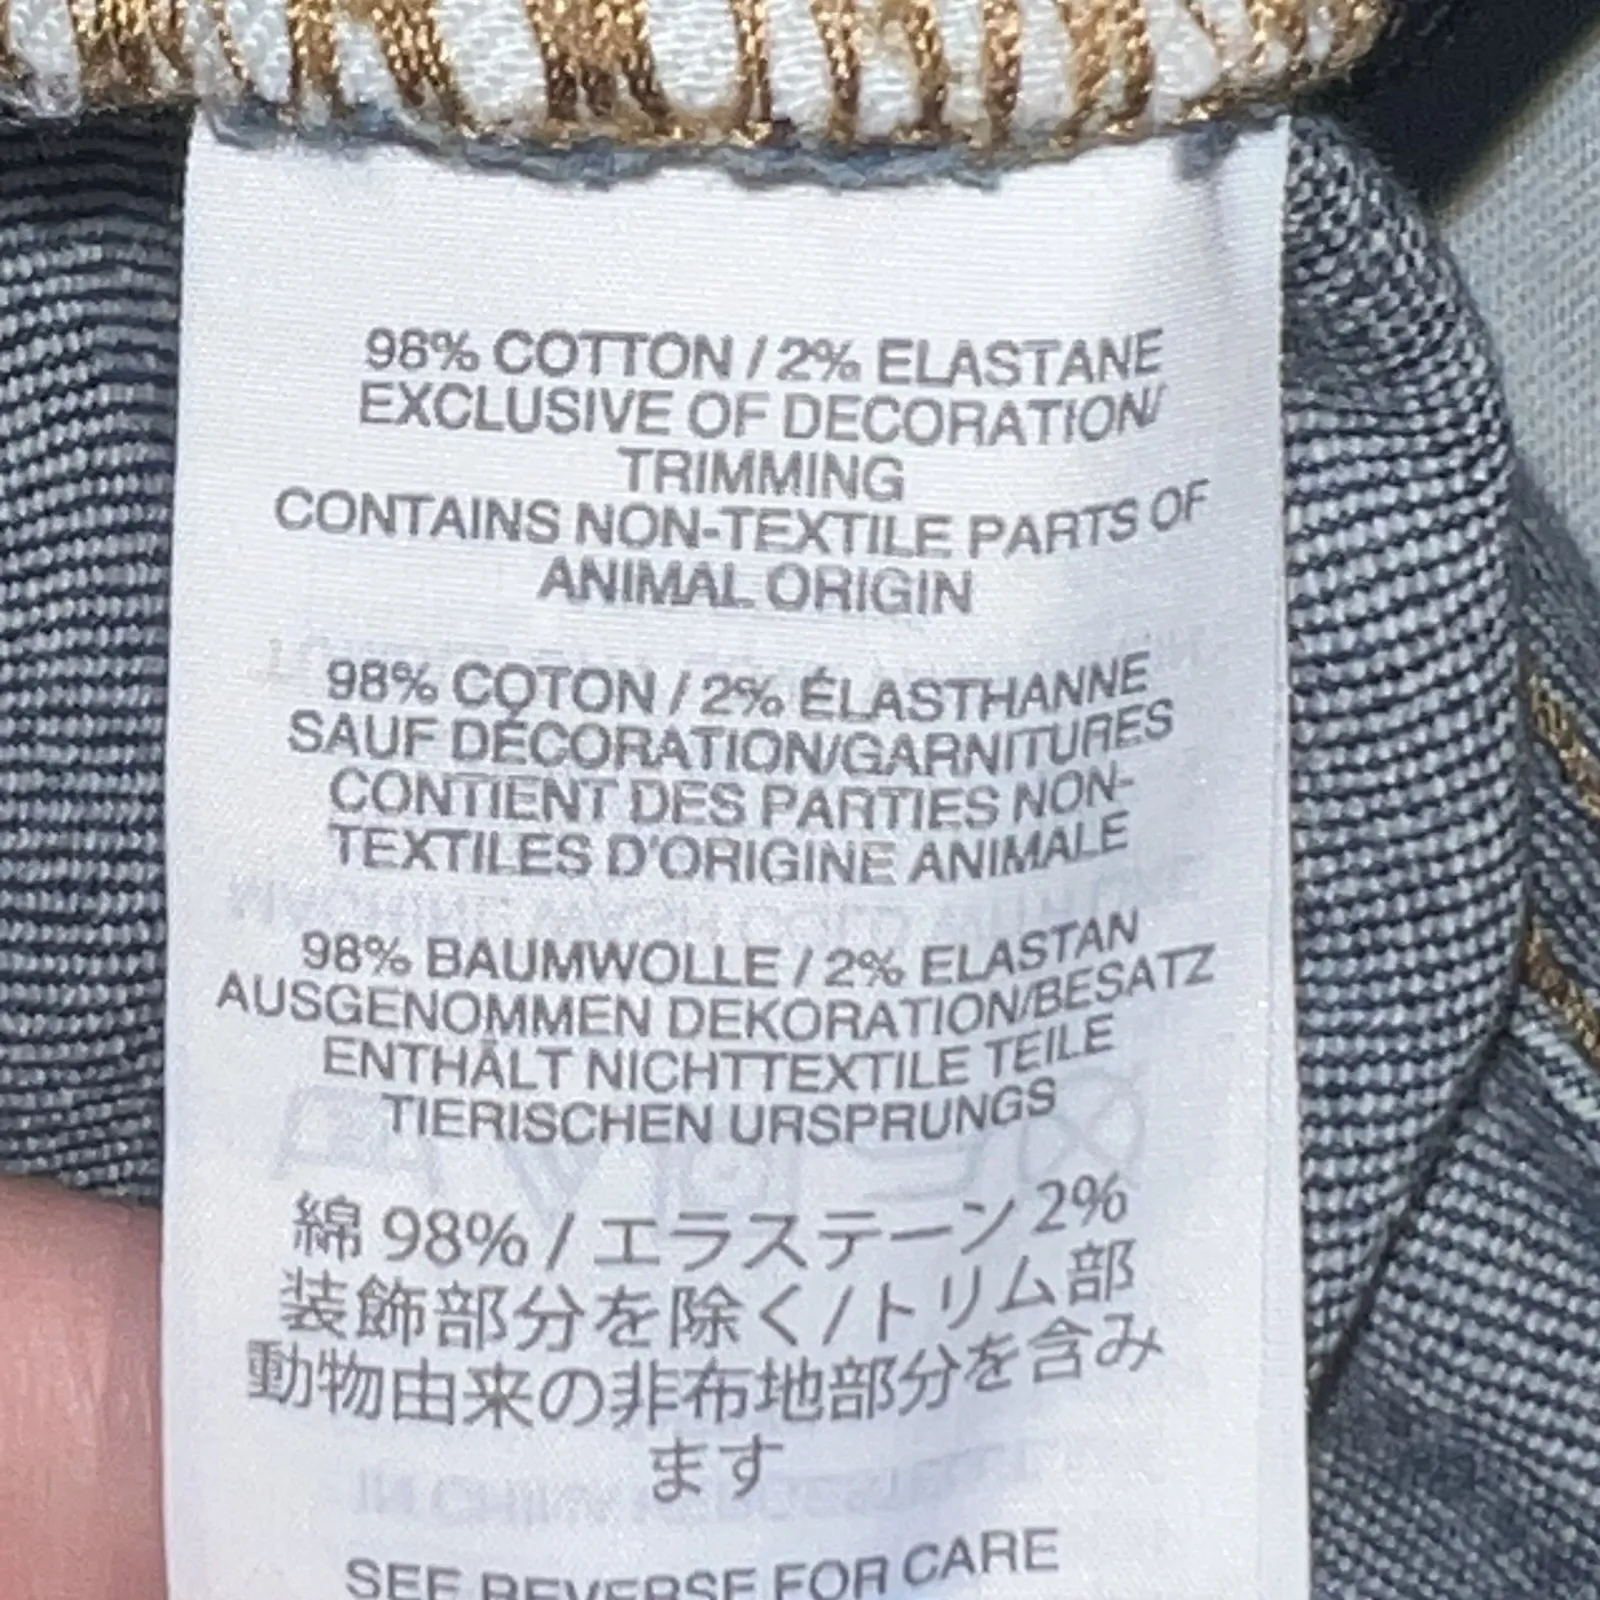 98% COTTON / 2% ELASTANE
EXCLUSIVE OF DECORATION/
TRIMMING
CONTAINS NON-TEXTILE PARTS OF
ANIMAL ORIGIN
98% COTON / 2% ÉLASTHANNE
SAUF DÉCORATION/GARNITURES
CONTIENT DES PARTIES NON-
TEXTILES D'ORIGINE ANIMALE
98% BAUMWOLLE / 2% ELASTAN
AUSGENOMMEN DEKORATION/BESATZ
ENTHÄLT NICHTTEXTILE TEILE
TIERISCHEN URSPRUNGS
綿 98% / エラステーン 2%
装飾部分を除く/トリム部
動物由来の非布地部分を含み
ます
SEE REVERSE FOR CARE